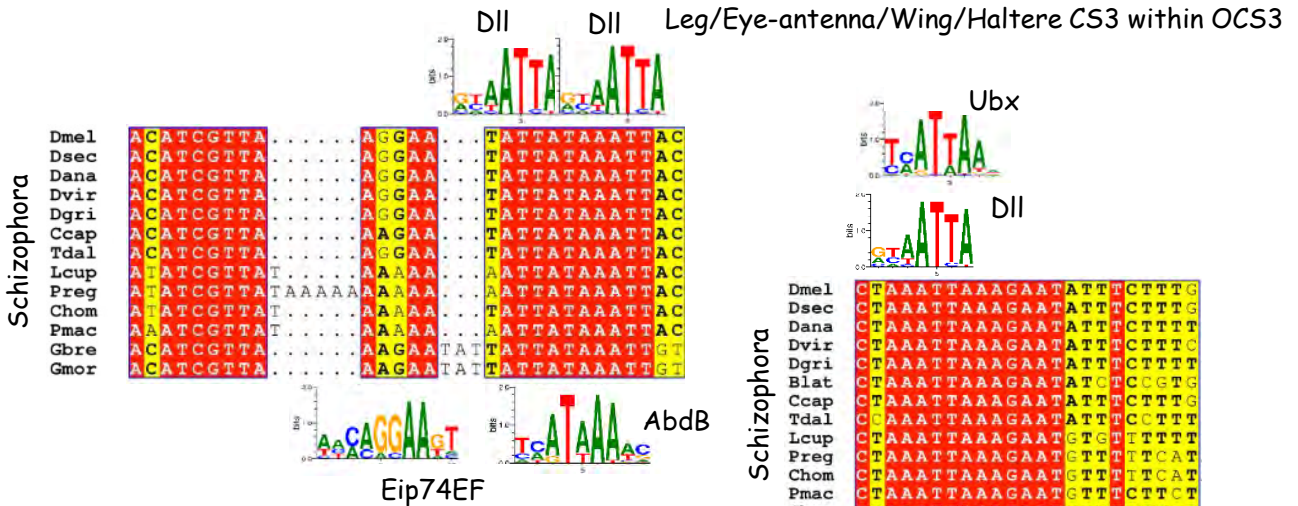 Dll
Dll
Leg/Eye-antenna/Wing/Haltere CS3 within OCS3
Schizophora
Dmel ACATCGTTA......AGGAA...TATTATAAATTAC
Dsec ACATCGTTA......AGGAA...TATTATAAATTAC
Dana ACATCGTTA......AGGAA...TATTATAAATTAC
Dvir ACATCGTTA......AGGAA...TATTATAAATTAC
Dgri ACATCGTTA......AGGAA...TATTATAAATTAC
Ccap ACATCGTTA......AAGAA...TATTATAAATTAC
Tdal ACATCGTTA......AGGAA...TATTATAAATTAC
Lcup ATATCGTTAT.....AAAAA...AATTATAAATTAC
Preg ATATCGTTATAAAAAAAAAA...AATTATAAATTAC
Chom ATATCGTTAT.....AAAAA...TATTATAAATTAC
Pmac AAATCGTTAT.....AAAAA...AATTATAAATTAC
Gbre ACATCGTTA......AAGAATATTATTATAAATTGT
Gmor ACATCGTTA......AAGAATATTATTATAAATTGT
Eip74EF
AbdB
Ubx
Dll
Schizophora
Dmel CTAAATTAAAGAATATTTCTTTG
Dsec CTAAATTAAAGAATATTTCTTTG
Dana CTAAATTAAAGAATATTTCTTTT
Dvir CTAAATTAAAGAATATTTCTTTC
Dgri CTAAATTAAAGAATATTTCTTTT
Blat CTAAATTAAAGAATATCTCCGTG
Ccap CTAAATTAAAGAATATTTCTTTG
Tdal CCAAATTAAAGAATATTTCCTTT
Lcup CTAAATTAAAGAATGTGTTTTTT
Preg CTAAATTAAAGAATGTTTTTCAT
Chom CTAAATTAAAGAATGTTTTTCAT
Pmac CTAAATTAAAGAATGTTTCTTCT